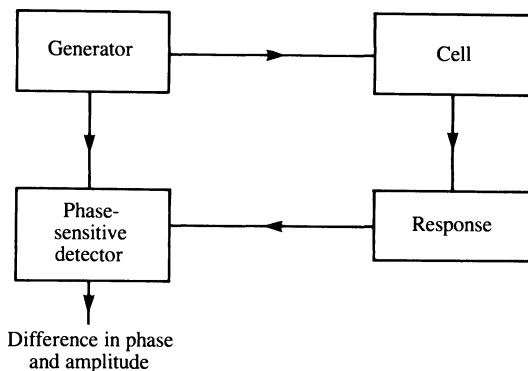 Generator
Cell
Phase-
sensitive
detector
Response
Difference in phase
and amplitude